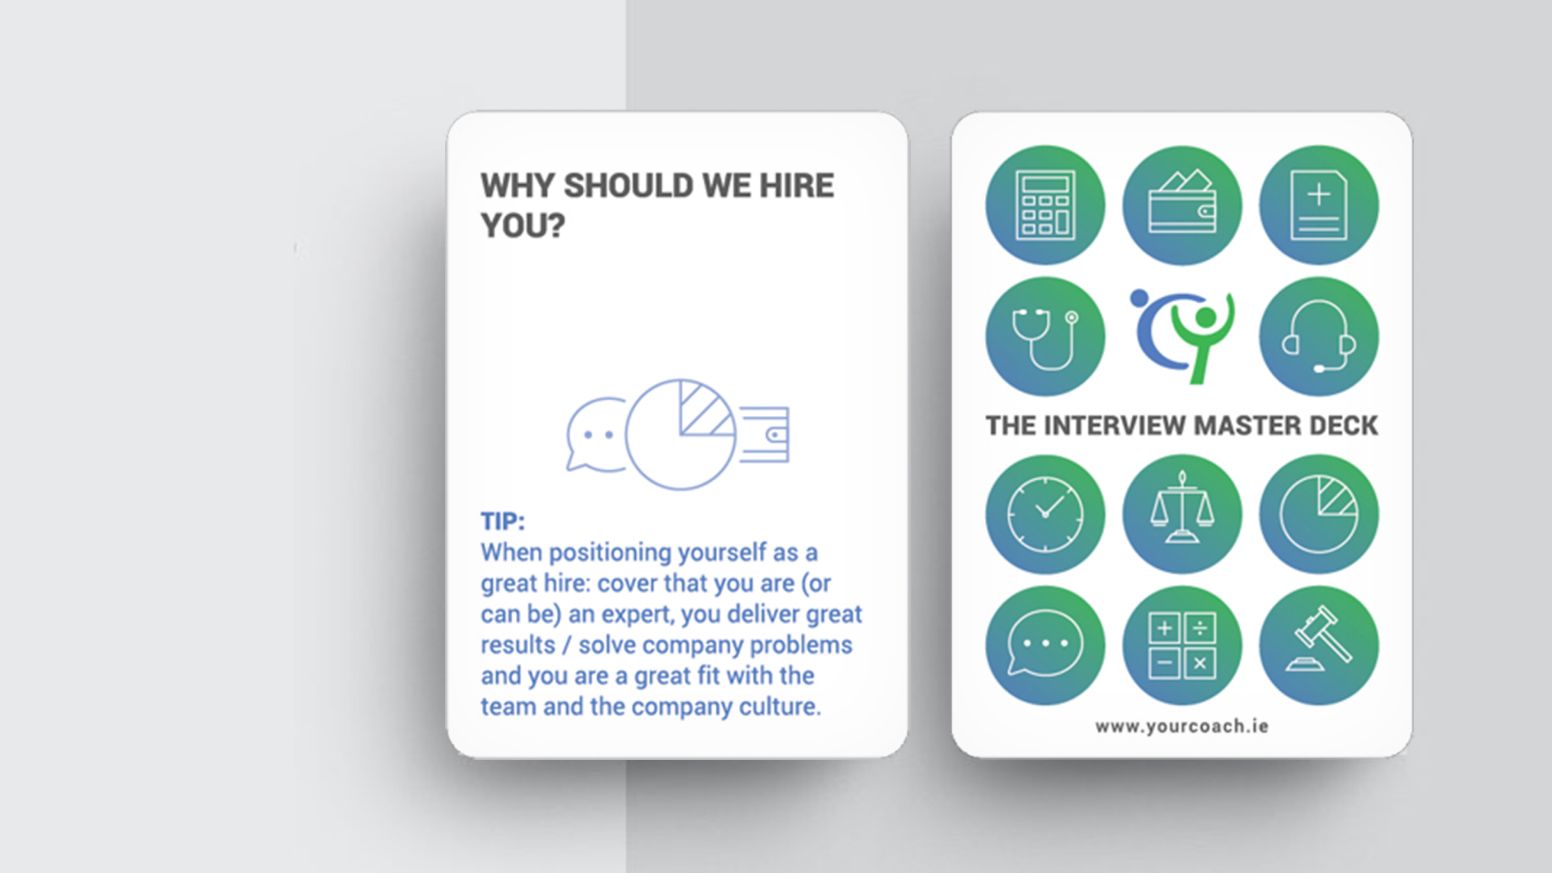 WHY SHOULD WE HIRE
YOU?
TIP:
When positioning yourself as a
great hire: cover that you are (or
can be) an expert, you deliver great
results / solve company problems
and you are a great fit with the
team and the company culture.
THE INTERVIEW MASTER DECK
www.yourcoach.ie